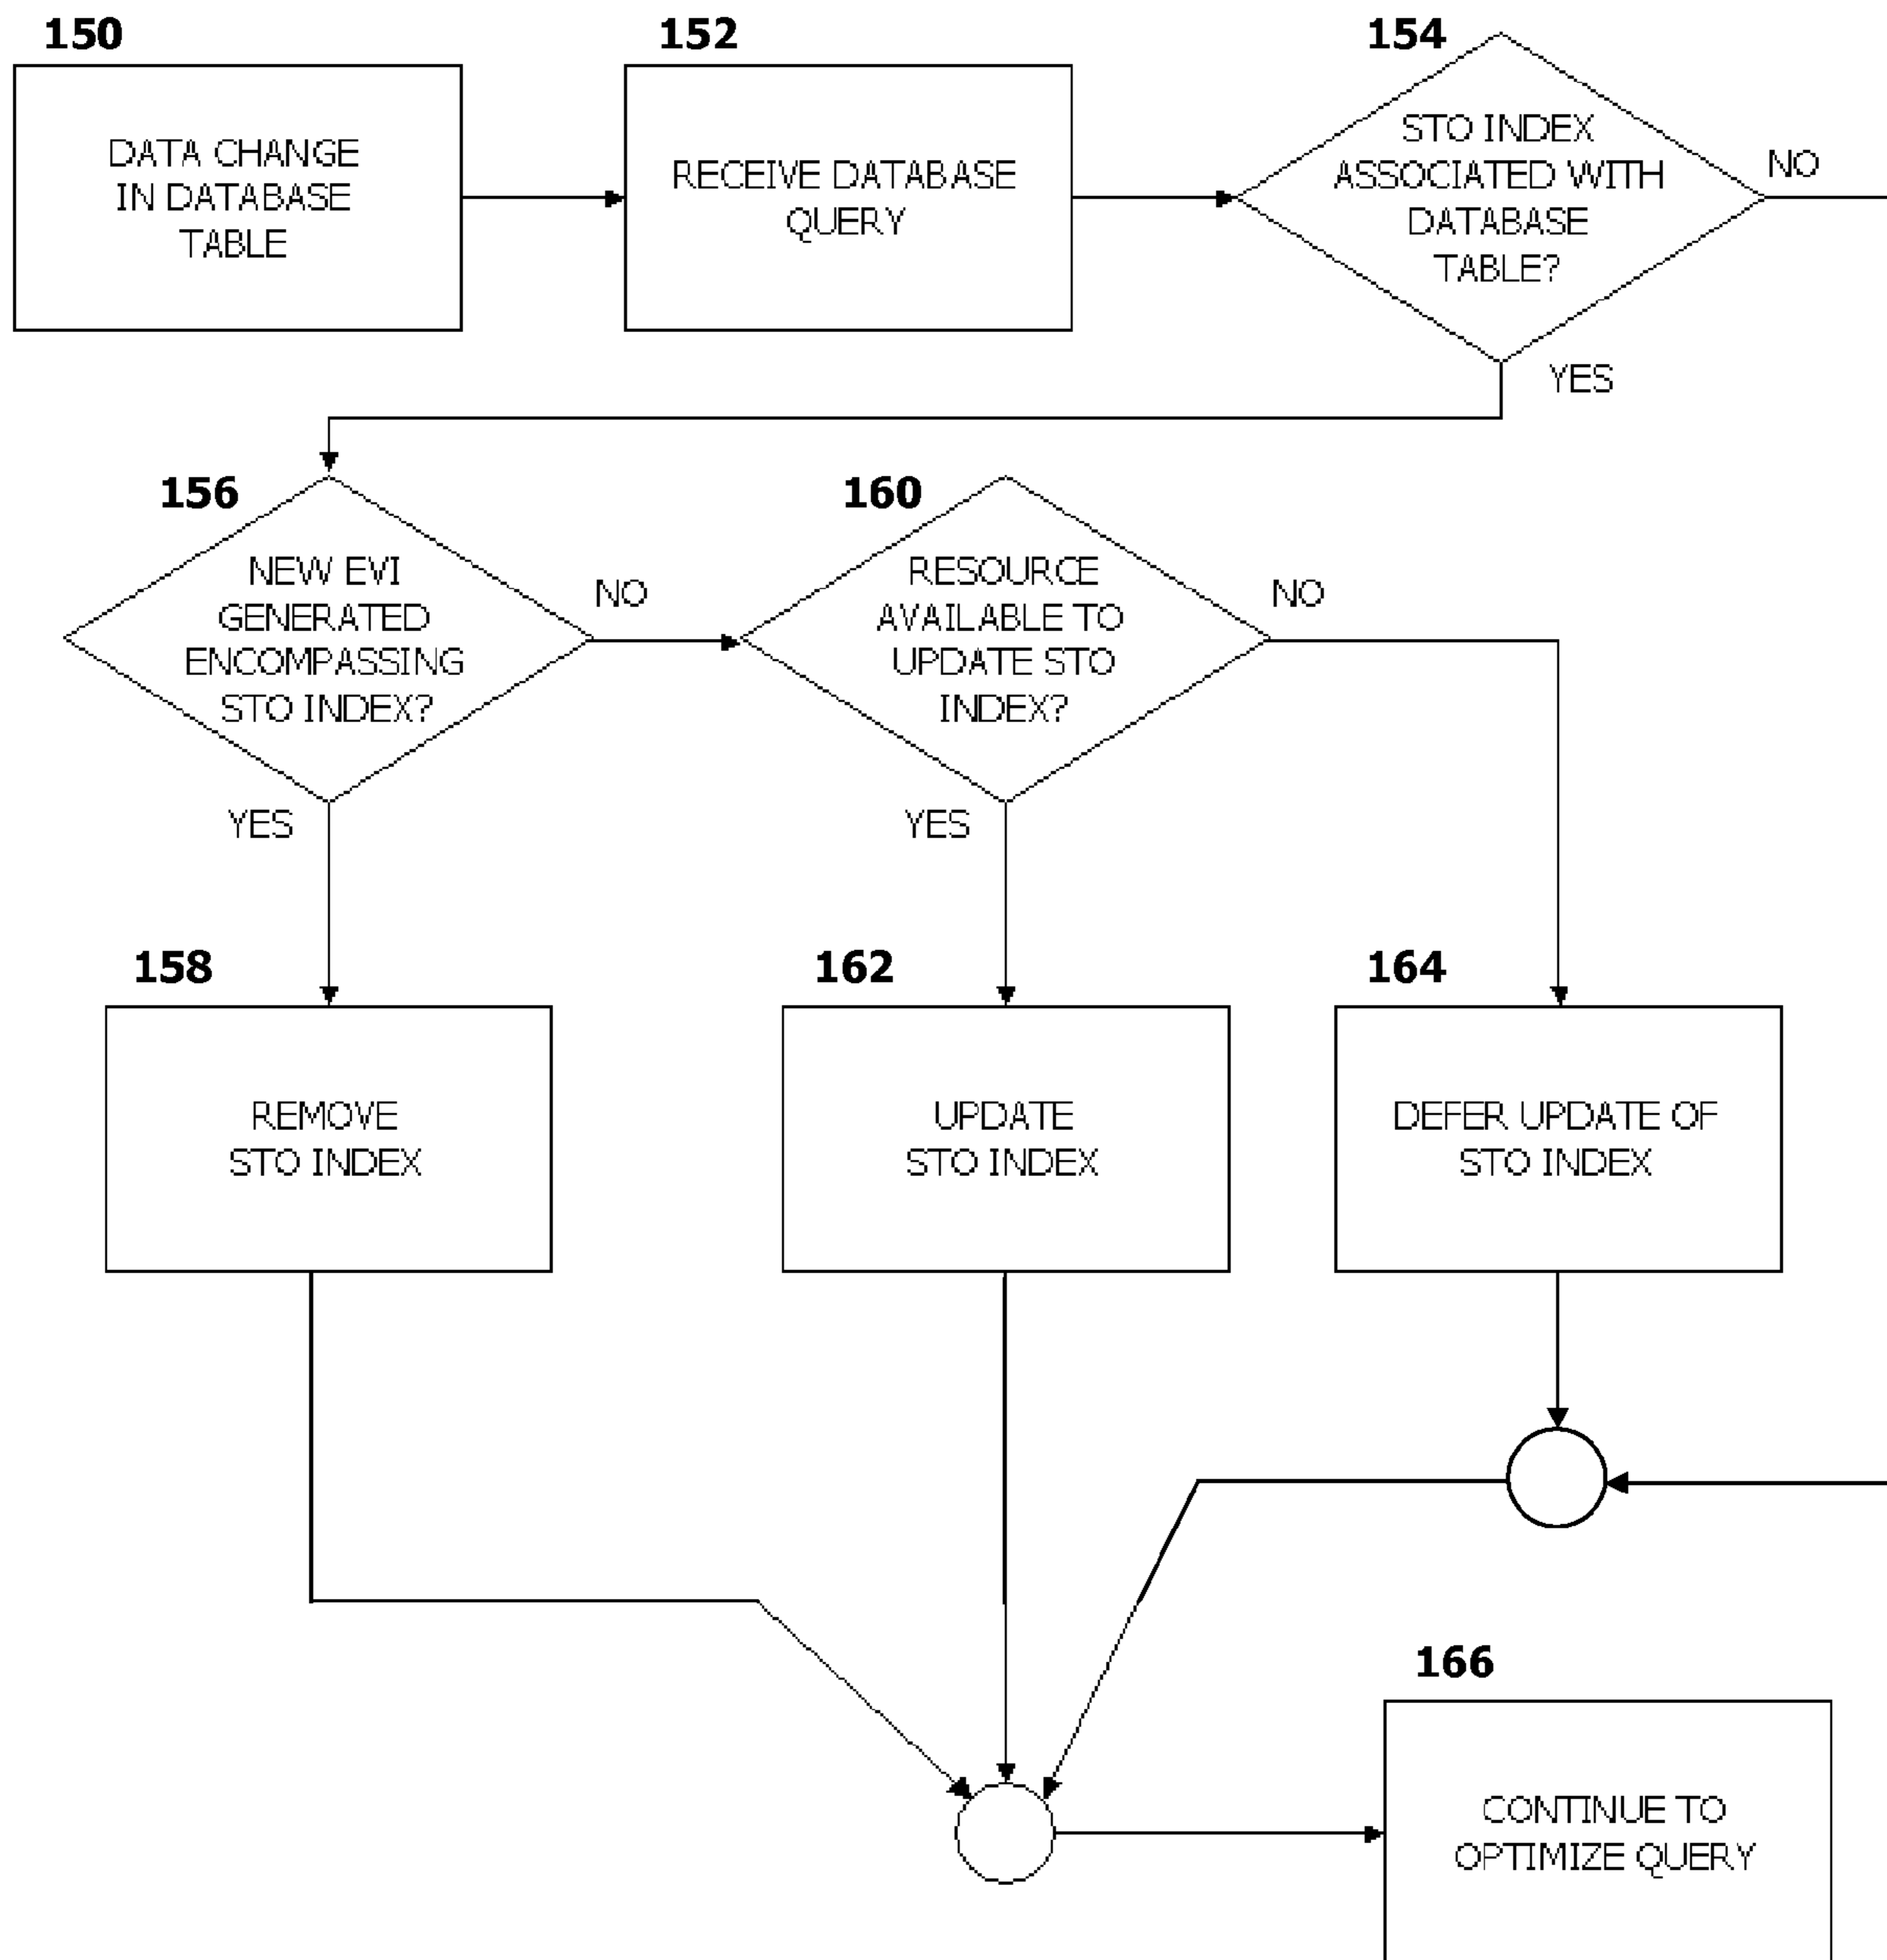 150
DATA CHANGE
IN DATABASE
TABLE
152
RECEIVE DATABASE
QUERY
154
STO INDEX
ASSOCIATED WITH
DATABASE
TABLE?
NO
YES
156
NEW EVI
GENERATED
ENCOMPASSING
STO INDEX?
NO
YES
160
RESOURCE
AVAILABLE TO
UPDATE STO
INDEX?
NO
YES
158
REMOVE
STO INDEX
162
UPDATE
STO INDEX
164
DEFER UPDATE OF
STO INDEX
166
CONTINUE TO
OPTIMIZE QUERY